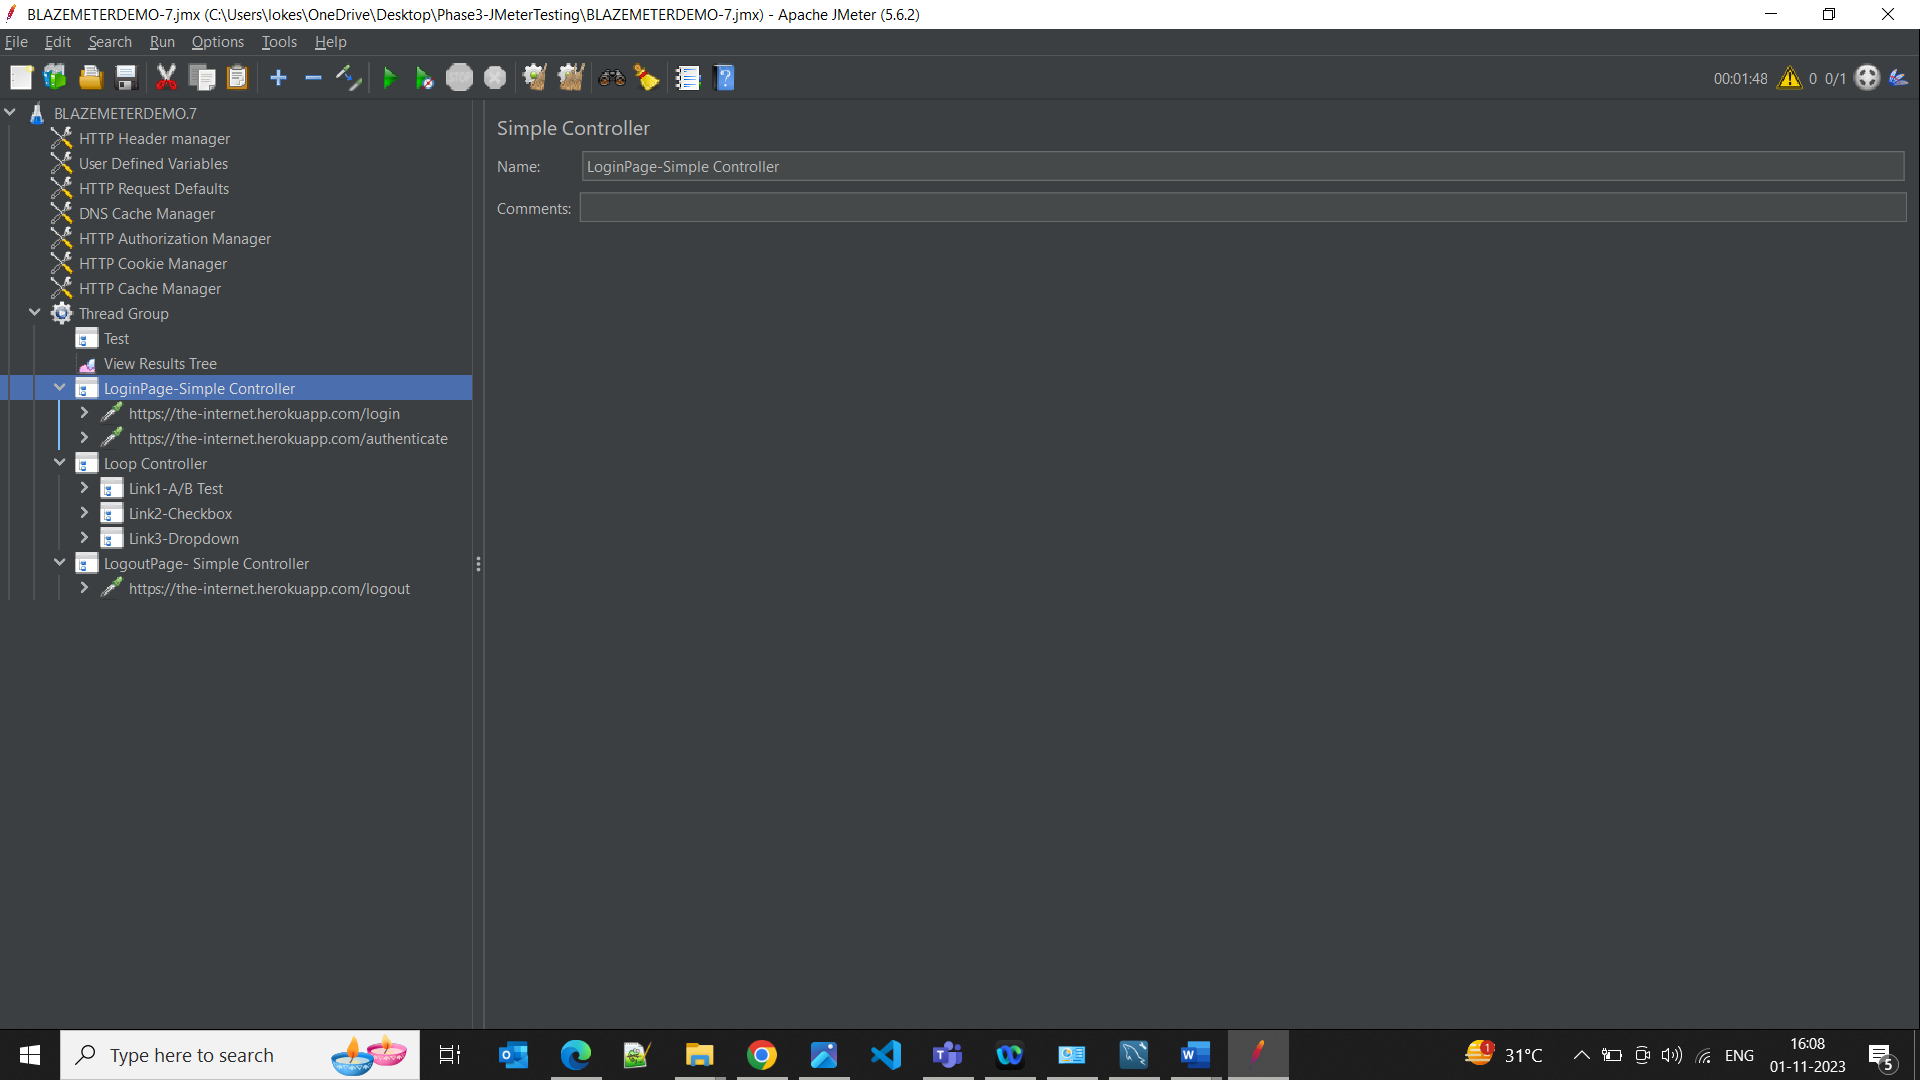 BLAZEMETERDEMO-7.jmx (C:\Users\lokes\OneDrive\Desktop\Phase3-JMeterTesting\BLAZEMETERDEMO-7.jmx) - Apache JMeter (5.6.2)
File Edit Search Run Options Tools Help
STOP
00:01:48 0 0/1
BLAZEMETERDEMO.7
HTTP Header manager
User Defined Variables
HTTP Request Defaults
DNS Cache Manager
HTTP Authorization Manager
HTTP Cookie Manager
HTTP Cache Manager
Thread Group
Test
View Results Tree
LoginPage-Simple Controller
https://the-internet.herokuapp.com/login
https://the-internet.herokuapp.com/authenticate
Loop Controller
Link1-A/B Test
Link2-Checkbox
Link3-Dropdown
LogoutPage- Simple Controller
https://the-internet.herokuapp.com/logout
Simple Controller
Name: LoginPage-Simple Controller
Comments:
Type here to search
1
31°C
ENG
16:08
01-11-2023
5